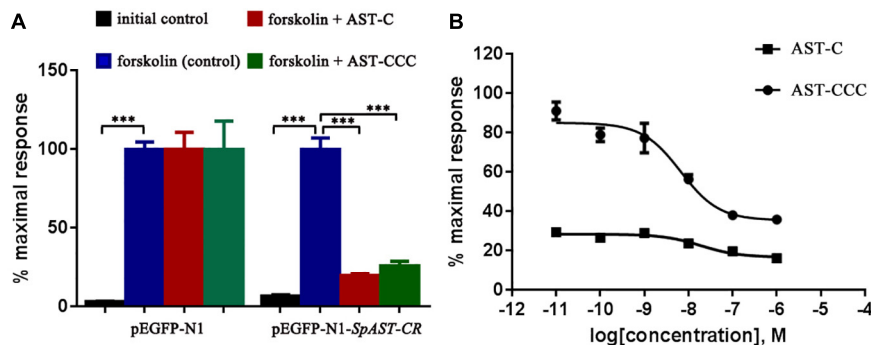 A
initial control
forskolin + AST-C
forskolin (control)
forskolin + AST-CCC
% maximal response
150
100
50
0
***
***
***
***
pEGFP-N1
pEGFP-N1-SpAST-CR
B
AST-C
AST-CCC
% maximal response
120
100
80
60
40
20
0
-12 -11 -10 -9 -8 -7 -6 -5 -4
log[concentration], M